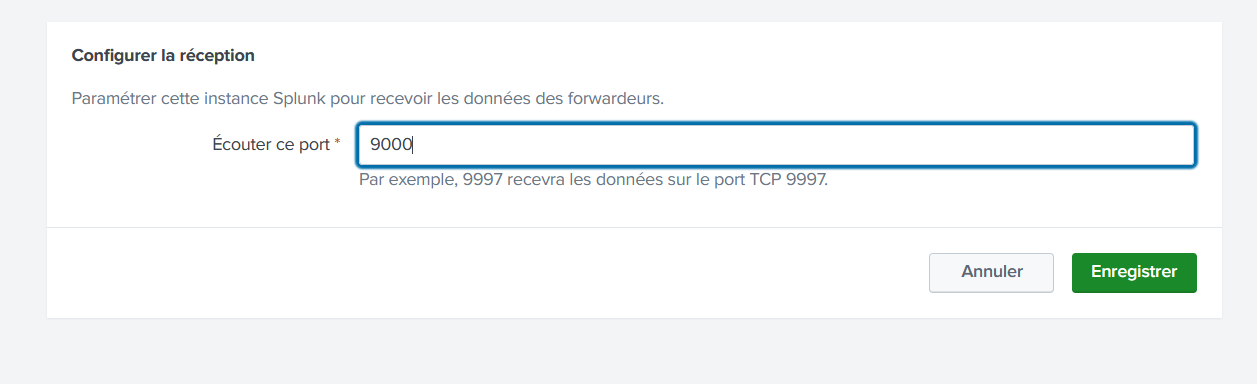 Configurer la réception
Paramétrer cette instance Splunk pour recevoir les données des forwardeurs.
Écouter ce port *
9000
Par exemple, 9997 recevra les données sur le port TCP 9997.
Annuler
Enregistrer